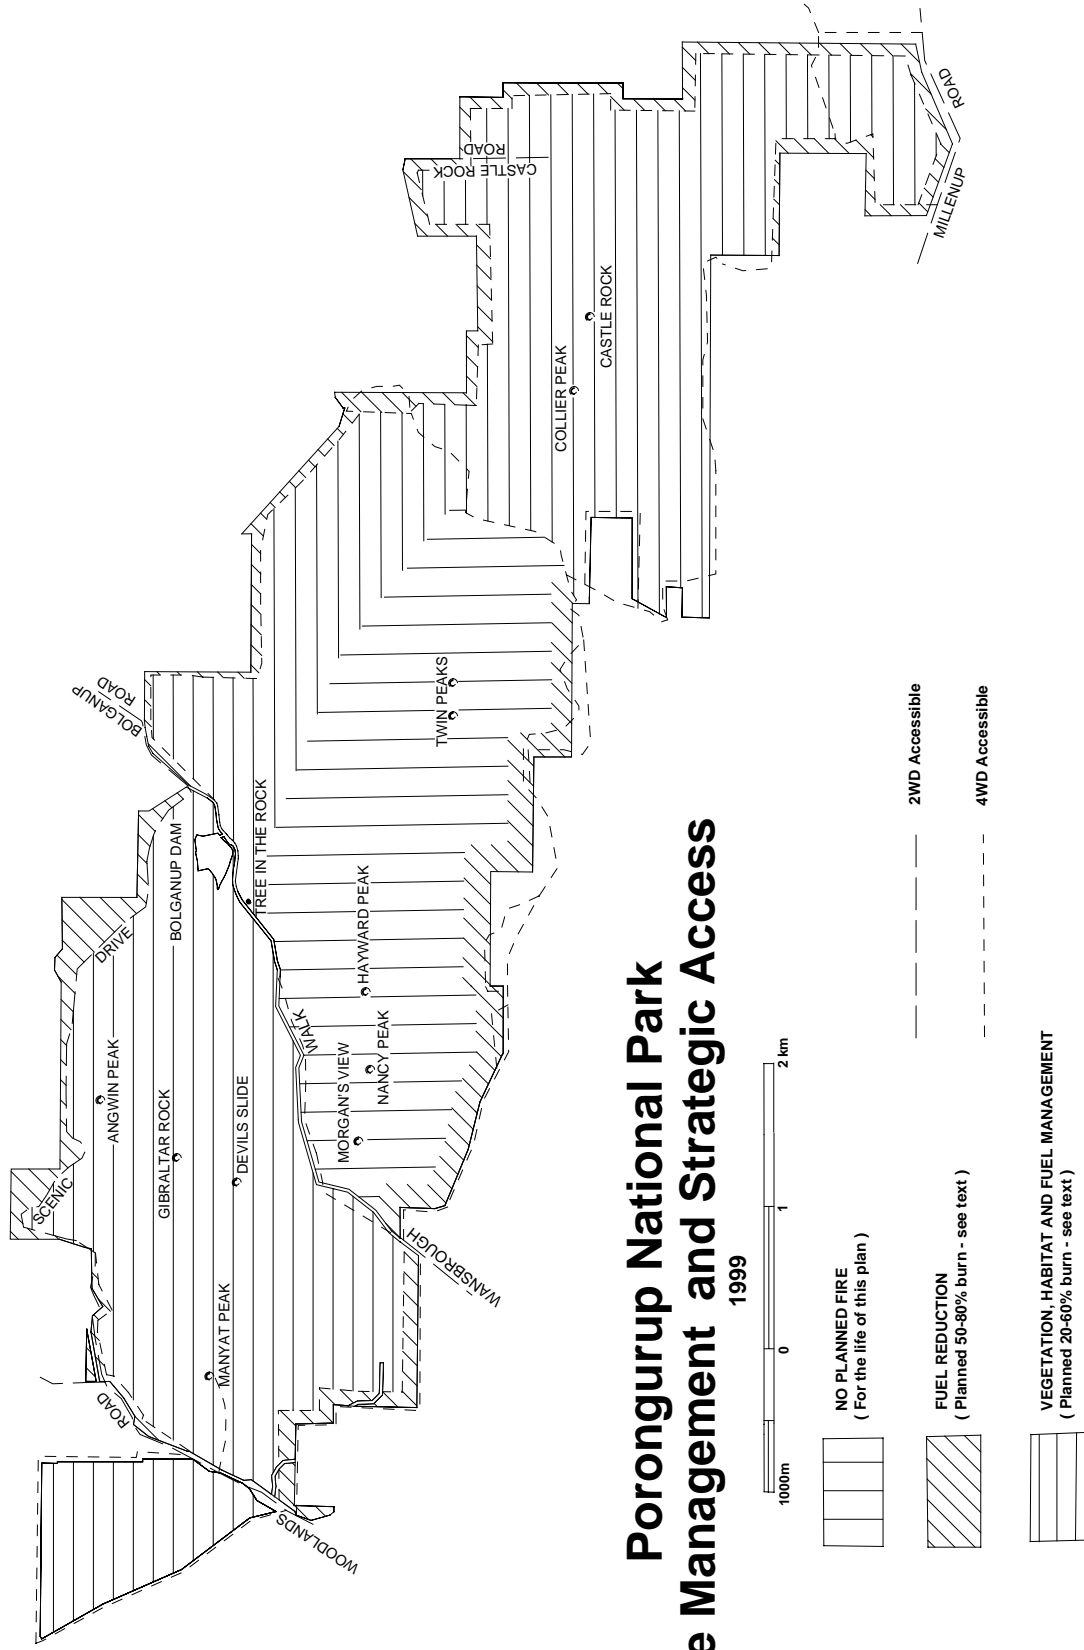 MILLENUP
ROAD
CASTLE ROCK
ROAD
CASTLE ROCK
COLLIER PEAK
BOLGANUP
ROAD
TWIN PEAKS
TREE IN THE ROCK
BOLGANUP DAM
HAYWARD PEAK
DRIVE
ANGWIN PEAK
GIBRALTAR ROCK
DEVILS SLIDE
WALK
MORGAN'S VIEW
NANCY PEAK
SCENIC
WANSBROUGH
MANYAT PEAK
ROAD
WOODLANDS
Porongurup National Park
e Management and Strategic Access
1999
1000m 0 1 2 km
NO PLANNED FIRE
( For the life of this plan )
FUEL REDUCTION
( Planned 50-80% burn - see text )
VEGETATION, HABITAT AND FUEL MANAGEMENT
( Planned 20-60% burn - see text )
2WD Accessible
4WD Accessible